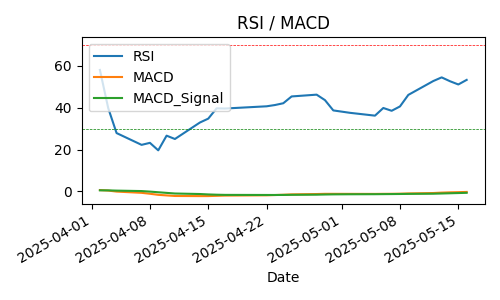 RSI / MACD
RSI
MACD
MACD_Signal
60
40
20
0
2025-04-01
2025-04-08
2025-04-15
2025-04-22
2025-05-01
2025-05-08
2025-05-15
Date